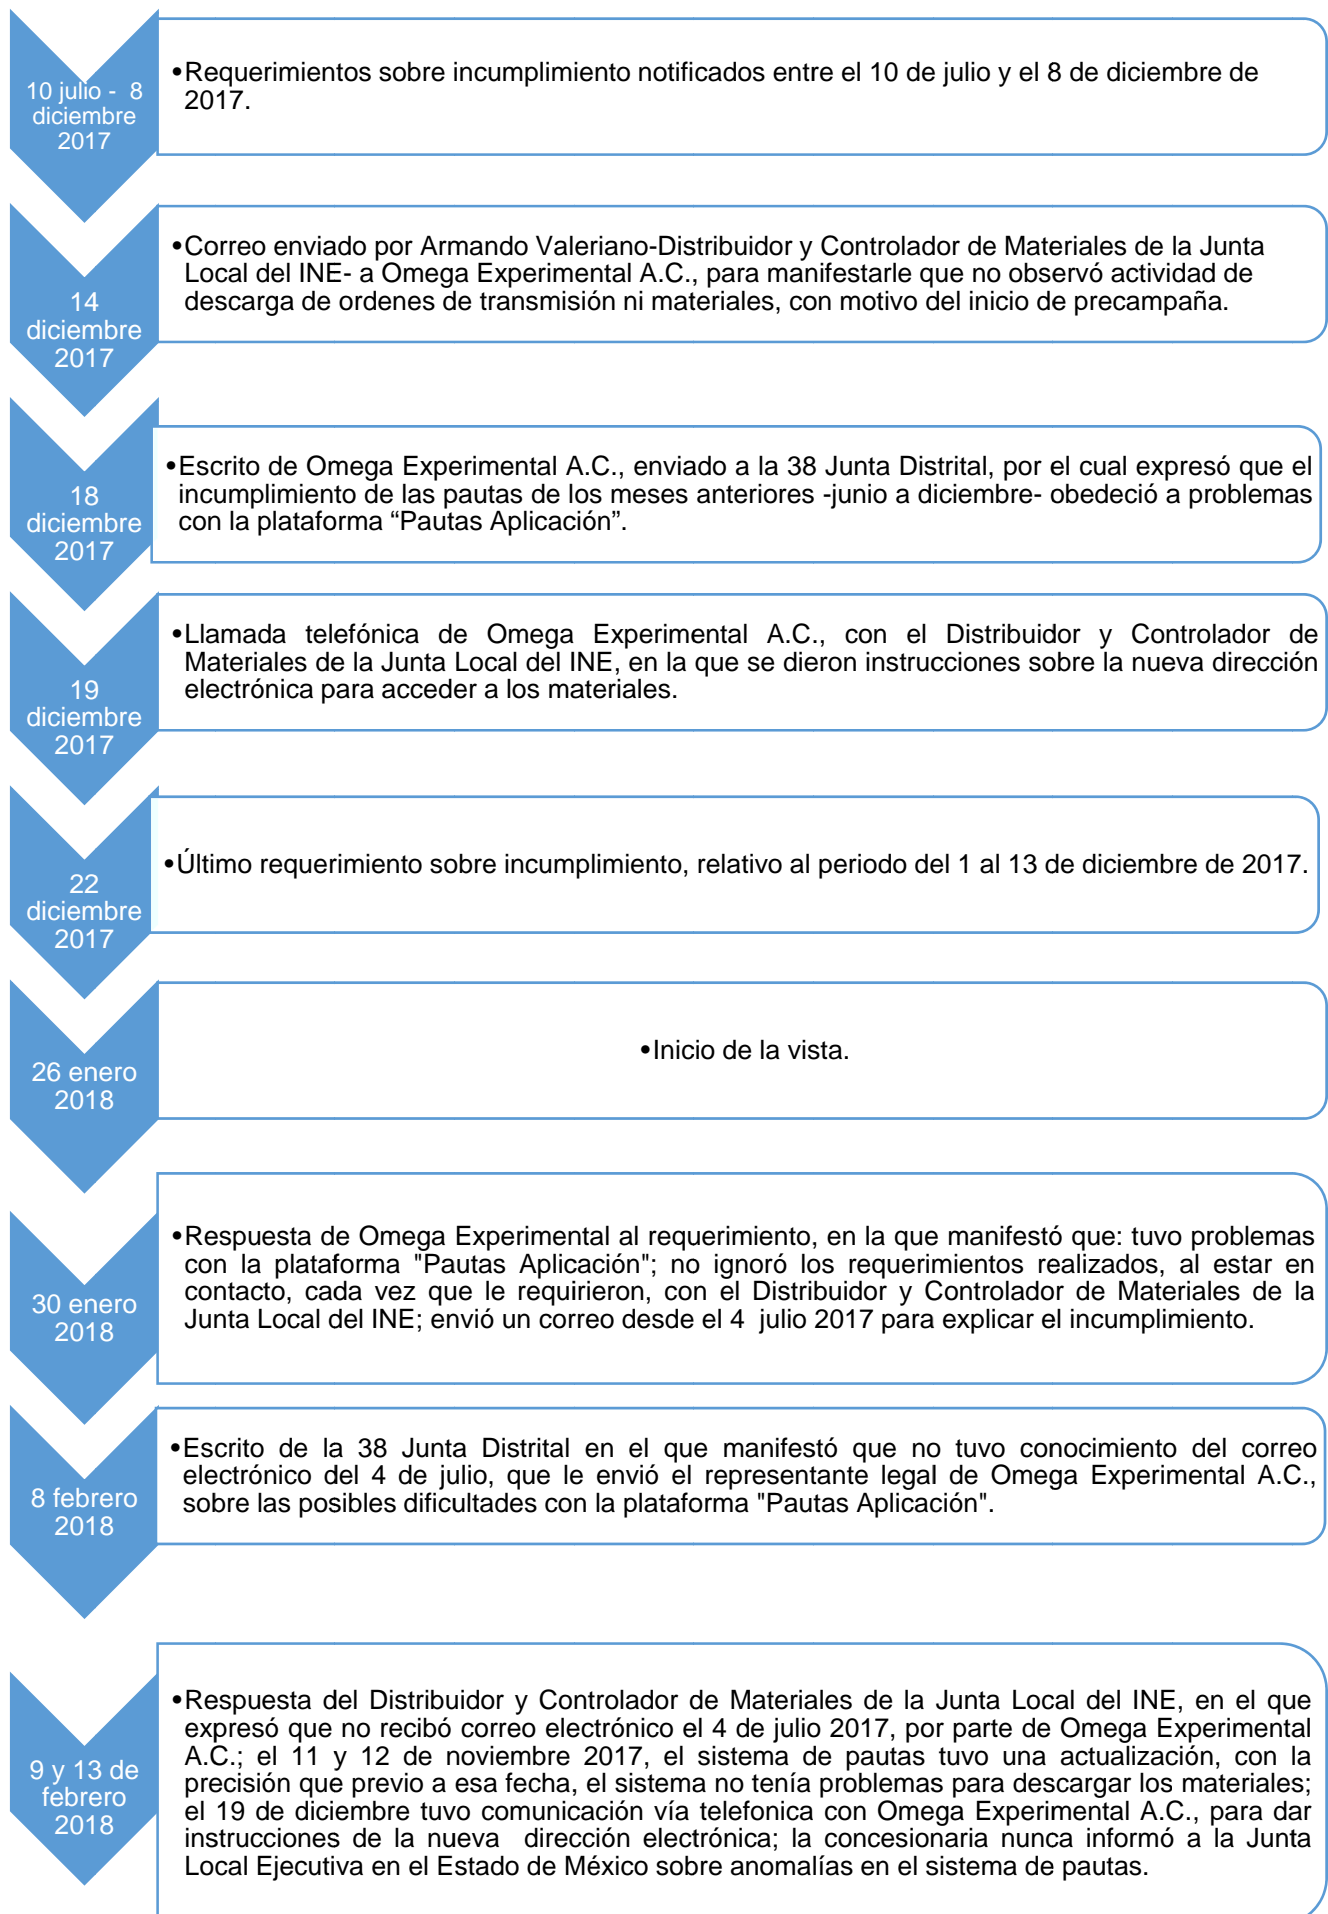 10 julio - 8
diciembre
2017
•Requerimientos sobre incumplimiento notificados entre el 10 de julio y el 8 de diciembre de
2017.
14
diciembre
2017
•Correo enviado por Armando Valeriano-Distribuidor y Controlador de Materiales de la Junta
Local del INE- a Omega Experimental A.C., para manifestarle que no observó actividad de
descarga de ordenes de transmisión ni materiales, con motivo del inicio de precampaña.
18
diciembre
2017
•Escrito de Omega Experimental A.C., enviado a la 38 Junta Distrital, por el cual expresó que el
incumplimiento de las pautas de los meses anteriores -junio a diciembre- obedeció a problemas
con la plataforma “Pautas Aplicación”.
19
diciembre
2017
•Llamada telefónica de Omega Experimental A.C., con el Distribuidor y Controlador de
Materiales de la Junta Local del INE, en la que se dieron instrucciones sobre la nueva dirección
electrónica para acceder a los materiales.
22
diciembre
2017
•Último requerimiento sobre incumplimiento, relativo al periodo del 1 al 13 de diciembre de 2017.
26 enero
2018
•Inicio de la vista.
30 enero
2018
•Respuesta de Omega Experimental al requerimiento, en la que manifestó que: tuvo problemas
con la plataforma "Pautas Aplicación"; no ignoró los requerimientos realizados, al estar en
contacto, cada vez que le requirieron, con el Distribuidor y Controlador de Materiales de la
Junta Local del INE; envió un correo desde el 4 julio 2017 para explicar el incumplimiento.
8 febrero
2018
•Escrito de la 38 Junta Distrital en el que manifestó que no tuvo conocimiento del correo
electrónico del 4 de julio, que le envió el representante legal de Omega Experimental A.C.,
sobre las posibles dificultades con la plataforma "Pautas Aplicación".
9 y 13 de
febrero
2018
•Respuesta del Distribuidor y Controlador de Materiales de la Junta Local del INE, en el que
expresó que no recibó correo electrónico el 4 de julio 2017, por parte de Omega Experimental
A.C.; el 11 y 12 de noviembre 2017, el sistema de pautas tuvo una actualización, con la
precisión que previo a esa fecha, el sistema no tenía problemas para descargar los materiales;
el 19 de diciembre tuvo comunicación vía telefonica con Omega Experimental A.C., para dar
instrucciones de la nueva dirección electrónica; la concesionaria nunca informó a la Junta
Local Ejecutiva en el Estado de México sobre anomalías en el sistema de pautas.